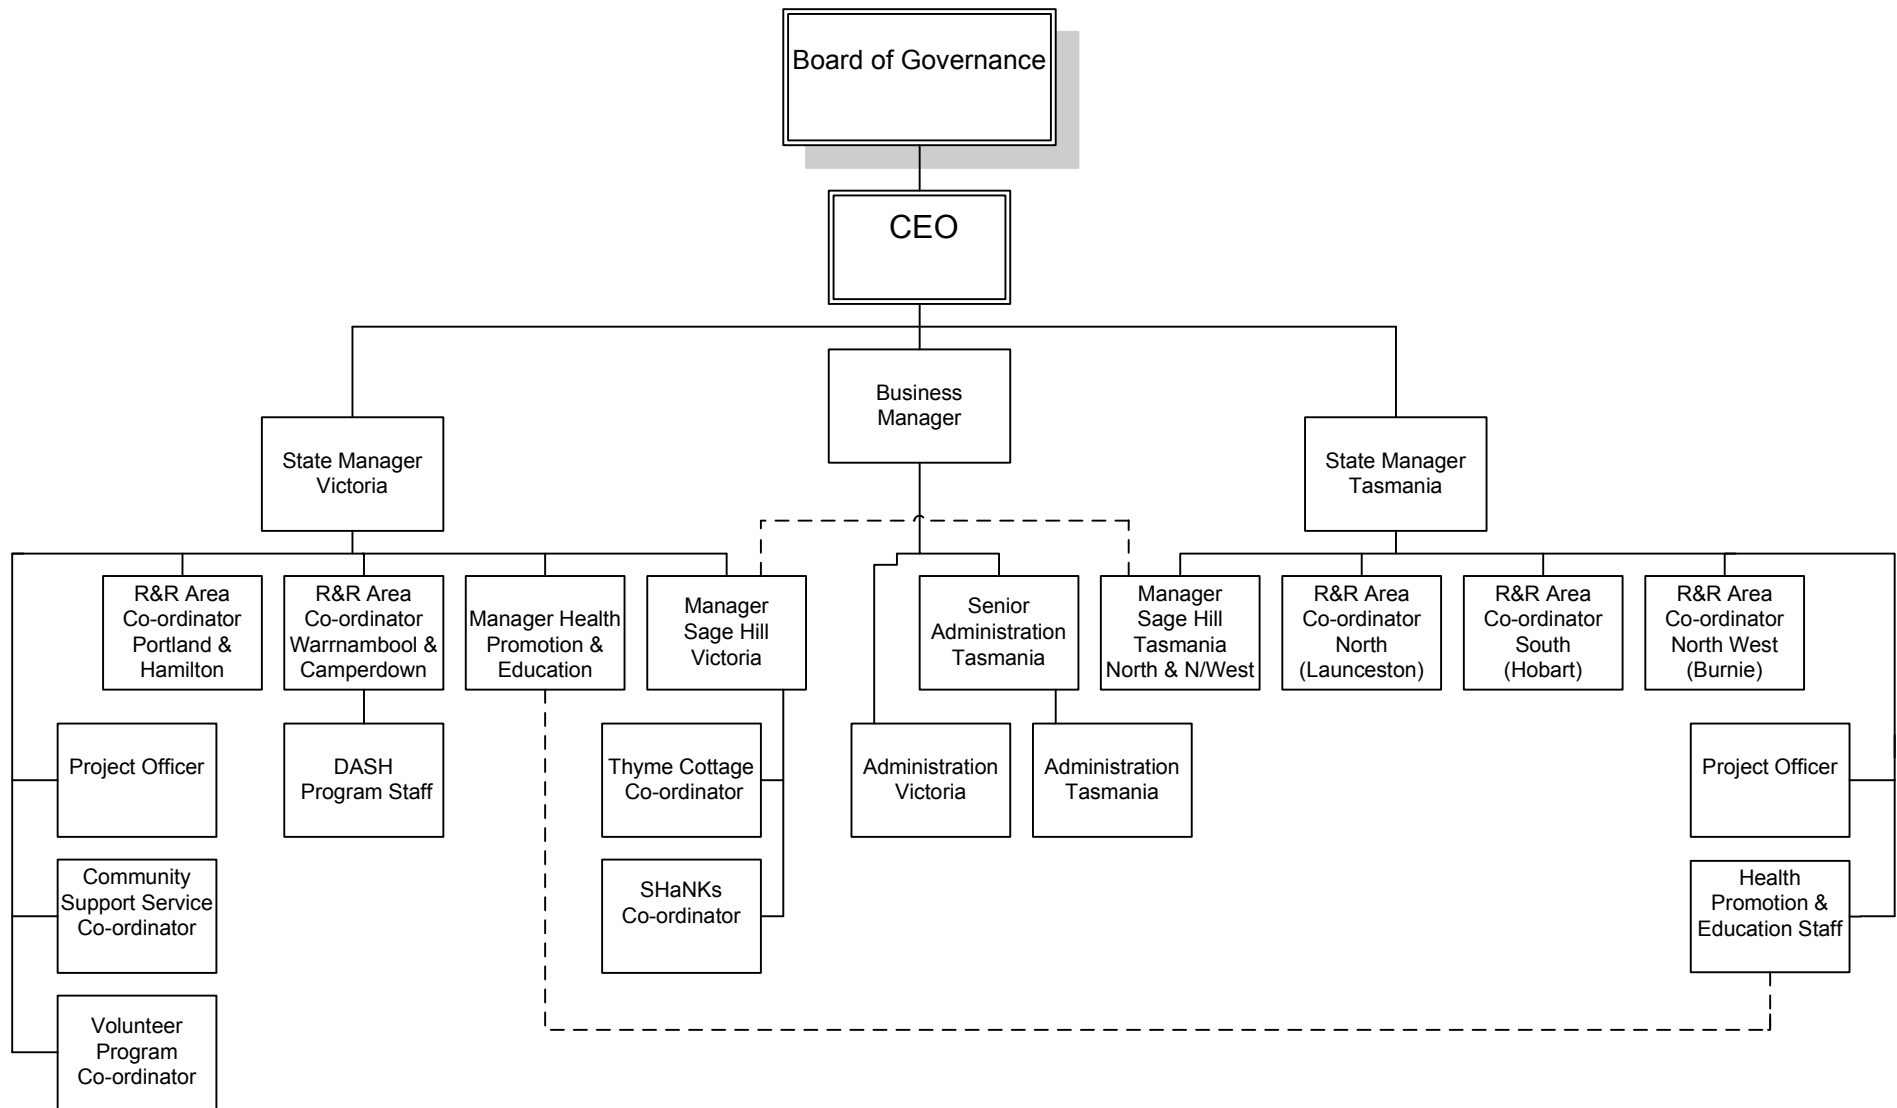 Board of Governance
CEO
Business
Manager
State Manager
Victoria
State Manager
Tasmania
R&R Area
Co-ordinator
Portland &
Hamilton
R&R Area
Co-ordinator
Warrnambool &
Camperdown
Manager Health
Promotion &
Education
Manager
Sage Hill
Victoria
Senior
Administration
Tasmania
Manager
Sage Hill
Tasmania
North & N/West
R&R Area
Co-ordinator
North
(Launceston)
R&R Area
Co-ordinator
South
(Hobart)
R&R Area
Co-ordinator
North West
(Burnie)
Project Officer
DASH
Program Staff
Thyme Cottage
Co-ordinator
Administration
Victoria
Administration
Tasmania
Project Officer
Community
Support Service
Co-ordinator
SHaNKs
Co-ordinator
Health
Promotion &
Education Staff
Volunteer
Program
Co-ordinator